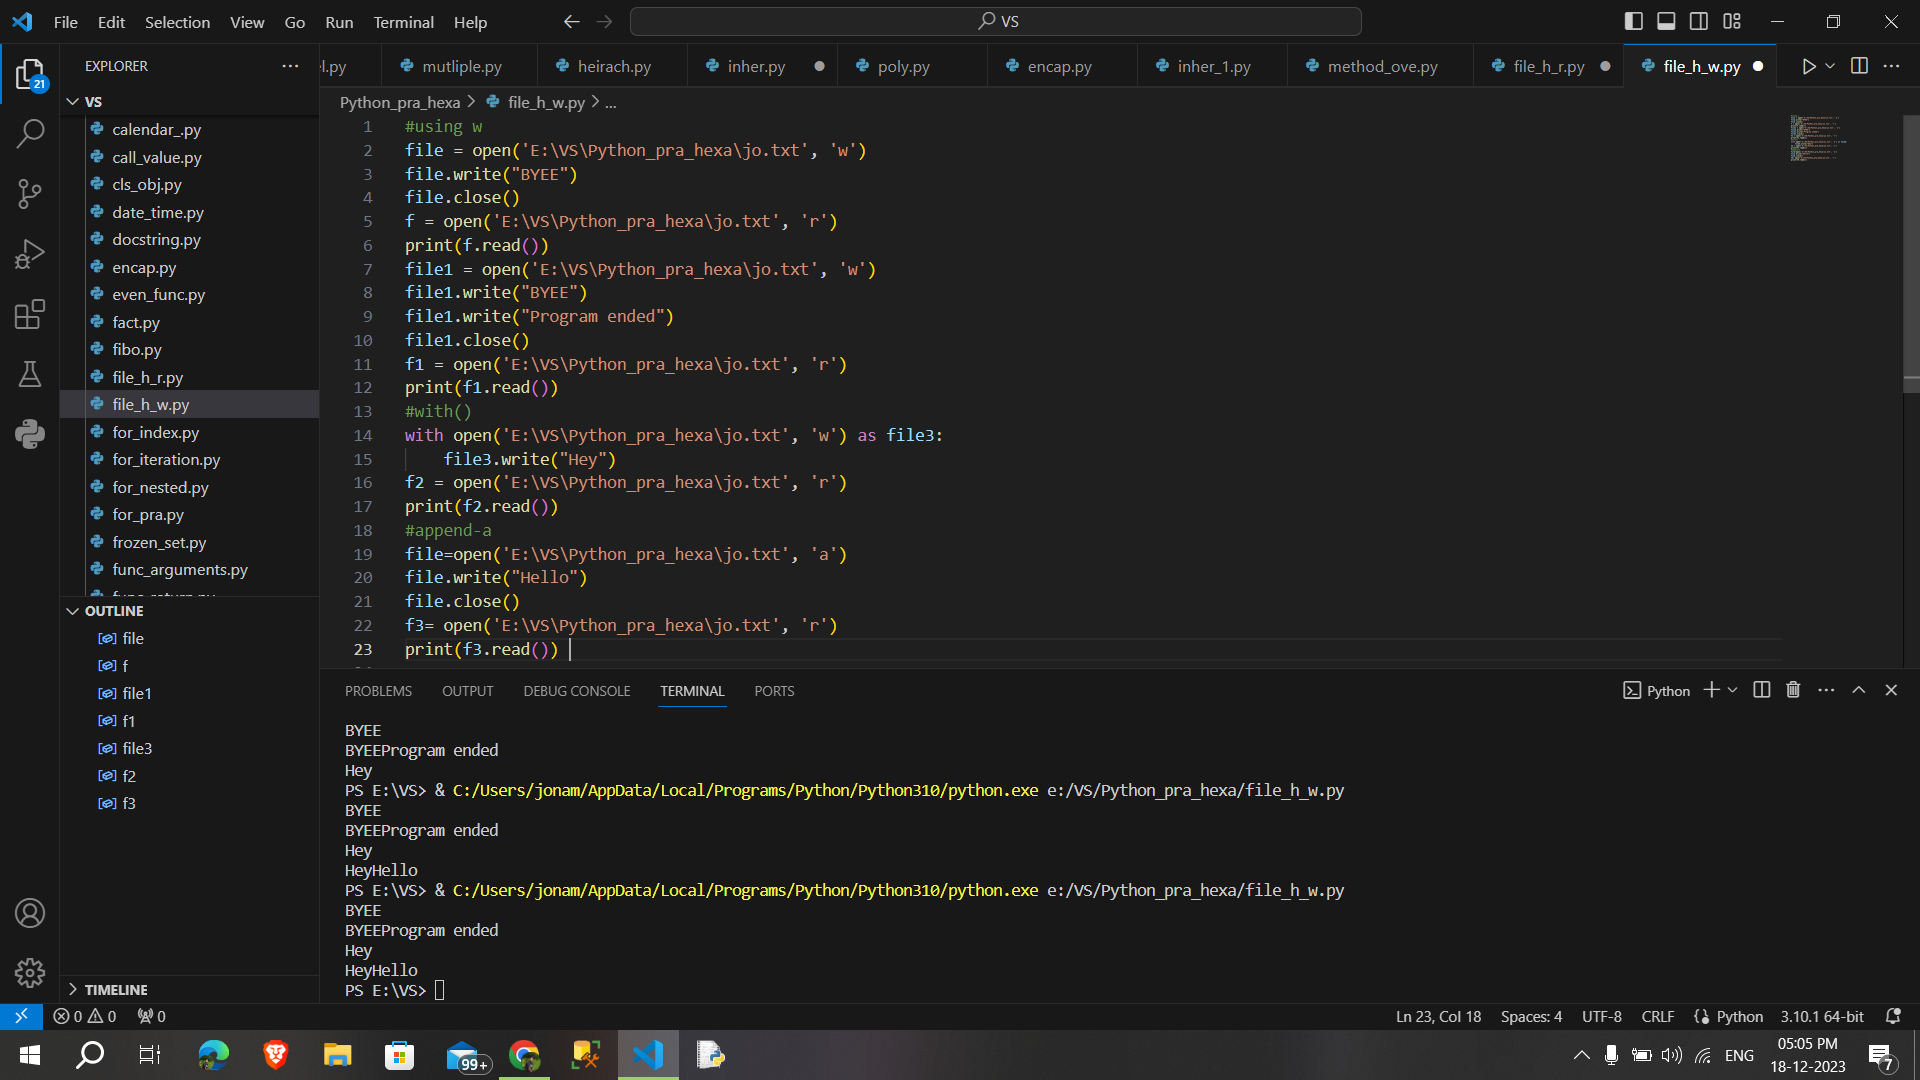 File Edit Selection View Go Run Terminal Help
VS
EXPLORER
el.py mutliple.py heirach.py inher.py poly.py encap.py inher_1.py method_ove.py file_h_r.py file_h_w.py
VS
Python_pra_hexa > file_h_w.py > ...
calendar_.py
call_value.py
cls_obj.py
date_time.py
docstring.py
encap.py
even_func.py
fact.py
fibo.py
file_h_r.py
file_h_w.py
for_index.py
for_iteration.py
for_nested.py
for_pra.py
frozen_set.py
func_arguments.py
func_return.py
OUTLINE
file
f
file1
f1
file3
f2
f3
TIMELINE
1 #using w
2 file = open('E:\VS\Python_pra_hexa\jo.txt', 'w')
3 file.write("BYEE")
4 file.close()
5 f = open('E:\VS\Python_pra_hexa\jo.txt', 'r')
6 print(f.read())
7 file1 = open('E:\VS\Python_pra_hexa\jo.txt', 'w')
8 file1.write("BYEE")
9 file1.write("Program ended")
10 file1.close()
11 f1 = open('E:\VS\Python_pra_hexa\jo.txt', 'r')
12 print(f1.read())
13 #with()
14 with open('E:\VS\Python_pra_hexa\jo.txt', 'w') as file3:
15 file3.write("Hey")
16 f2 = open('E:\VS\Python_pra_hexa\jo.txt', 'r')
17 print(f2.read())
18 #append-a
19 file=open('E:\VS\Python_pra_hexa\jo.txt', 'a')
20 file.write("Hello")
21 file.close()
22 f3= open('E:\VS\Python_pra_hexa\jo.txt', 'r')
23 print(f3.read())
PROBLEMS OUTPUT DEBUG CONSOLE TERMINAL PORTS
Python
BYEE
BYEEProgram ended
Hey
PS E:\VS> & C:/Users/jonam/AppData/Local/Programs/Python/Python310/python.exe e:/VS/Python_pra_hexa/file_h_w.py
BYEE
BYEEProgram ended
Hey
HeyHello
PS E:\VS> & C:/Users/jonam/AppData/Local/Programs/Python/Python310/python.exe e:/VS/Python_pra_hexa/file_h_w.py
BYEE
BYEEProgram ended
Hey
HeyHello
PS E:\VS>
21
0 0 0
Ln 23, Col 18 Spaces: 4 UTF-8 CRLF Python 3.10.1 64-bit
99+
ENG
05:05 PM
18-12-2023
7